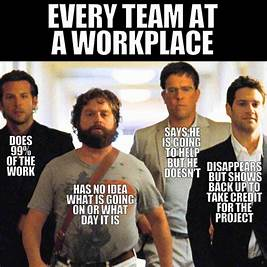 EVERY TEAM AT
A WORKPLACE
DOES
99%
OF THE
WORK
HAS NO IDEA
WHAT IS GOING
ON OR WHAT
DAY IT IS
SAYS HE
IS GOING
TO HELP
BUT HE
DOESN'T
DISAPPEARS
BUT SHOWS
BACK UP TO
TAKE CREDIT
FOR THE
PROJECT